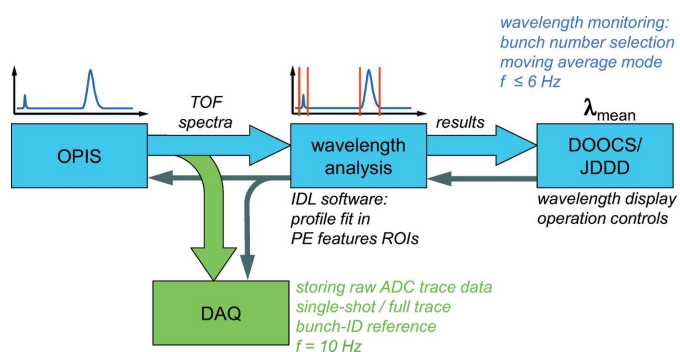 wavelength monitoring:
bunch number selection
moving average mode
f ≤ 6 Hz
TOF
spectra
results
λmean
OPIS
wavelength
analysis
DOOCS/
JDDD
IDL software:
profile fit in
PE features ROIs
wavelength display
operation controls
DAQ
storing raw ADC trace data
single-shot / full trace
bunch-ID reference
f = 10 Hz